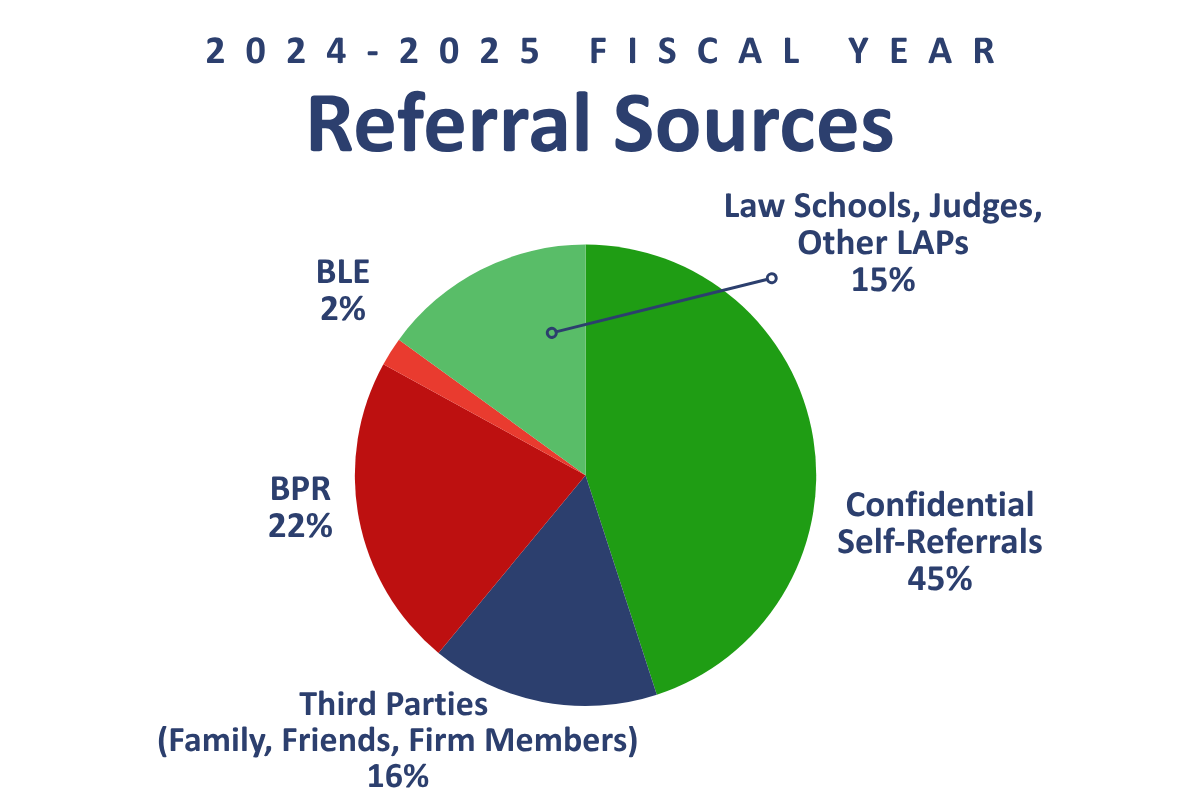 2024-2025 FISCAL YEAR
Referral Sources
Law Schools, Judges,
Other LAPs
15%
BLE
2%
BPR
22%
Confidential
Self-Referrals
45%
Third Parties
(Family, Friends, Firm Members)
16%